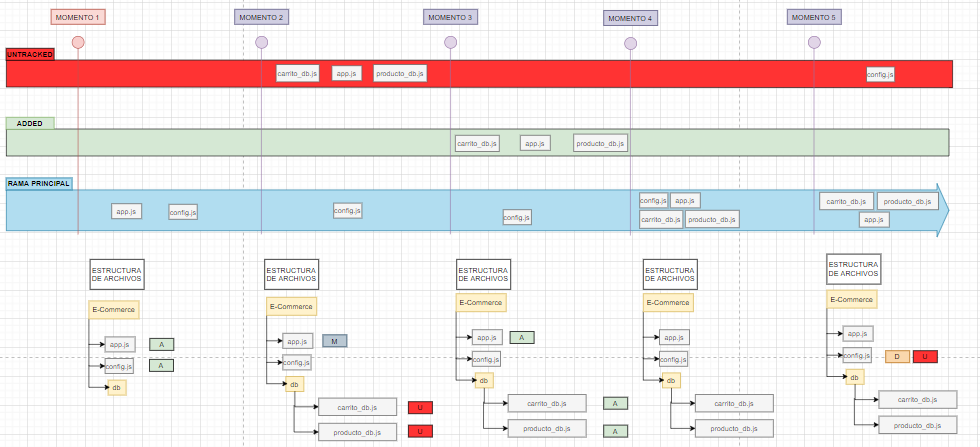 MOMENTO 1
MOMENTO 2
MOMENTO 3
MOMENTO 4
MOMENTO 5
UNTRACKED
carrito_db.js
app.js
producto_db.js
config.js
ADDED
carrito_db.js
app.js
producto_db.js
RAMA PRINCIPAL
app.js
config.js
config.js
config.js
config.js
app.js
carrito_db.js
producto_db.js
carrito_db.js
producto_db.js
app.js
ESTRUCTURA
DE ARCHIVOS
E-Commerce
app.js
A
config.js
A
db
ESTRUCTURA
DE ARCHIVOS
E-Commerce
app.js
M
config.js
db
carrito_db.js
U
producto_db.js
U
ESTRUCTURA
DE ARCHIVOS
E-Commerce
app.js
A
config.js
db
carrito_db.js
A
producto_db.js
A
ESTRUCTURA
DE ARCHIVOS
E-Commerce
app.js
config.js
db
carrito_db.js
producto_db.js
ESTRUCTURA
DE ARCHIVOS
E-Commerce
app.js
config.js
D
U
db
carrito_db.js
producto_db.js